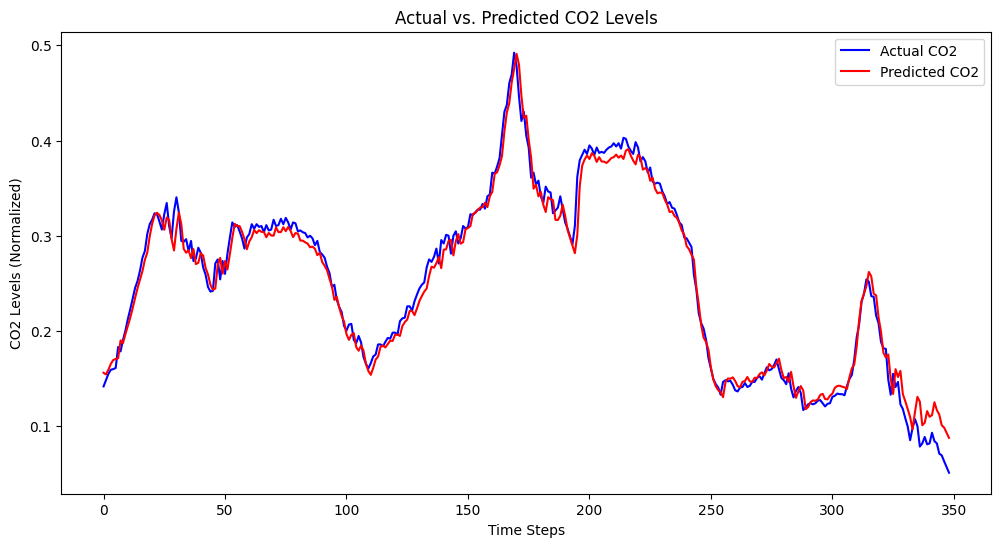 Actual vs. Predicted CO2 Levels
Actual CO2
Predicted CO2
CO2 Levels (Normalized)
0.5
0.4
0.3
0.2
0.1
0 50 100 150 200 250 300 350
Time Steps